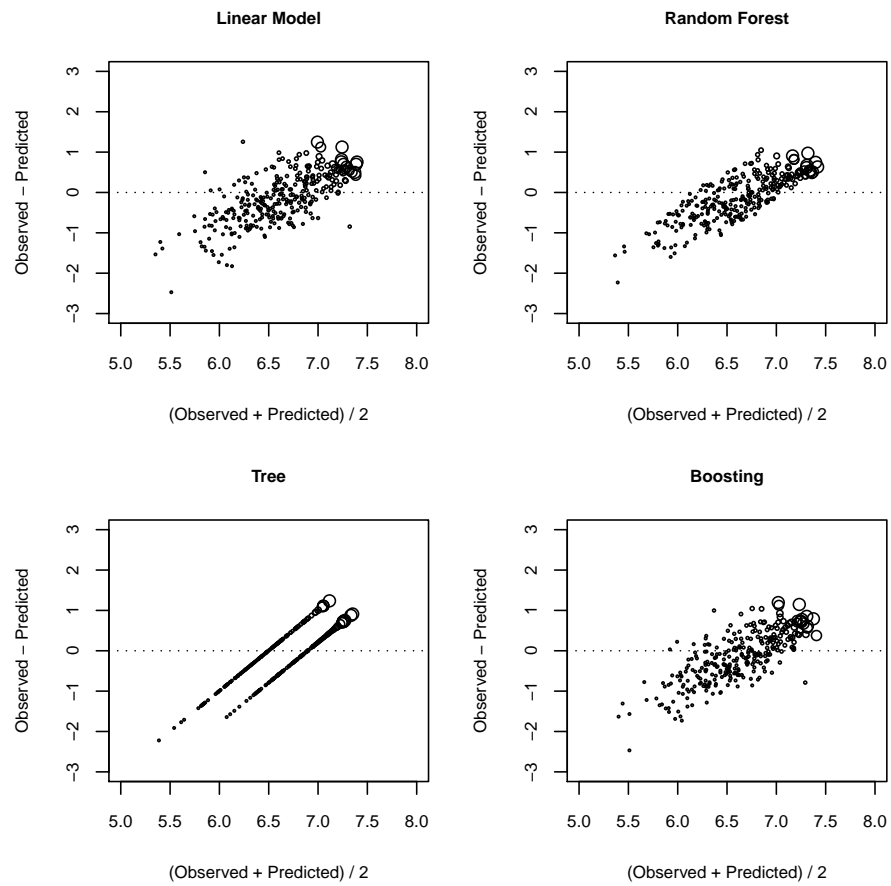 Linear Model
3
2
1
0
−1
−2
−3
Observed − Predicted
5.0 5.5 6.0 6.5 7.0 7.5 8.0
(Observed + Predicted) / 2
Random Forest
3
2
1
0
−1
−2
−3
Observed − Predicted
5.0 5.5 6.0 6.5 7.0 7.5 8.0
(Observed + Predicted) / 2
Tree
3
2
1
0
−1
−2
−3
Observed − Predicted
5.0 5.5 6.0 6.5 7.0 7.5 8.0
(Observed + Predicted) / 2
Boosting
3
2
1
0
−1
−2
−3
Observed − Predicted
5.0 5.5 6.0 6.5 7.0 7.5 8.0
(Observed + Predicted) / 2